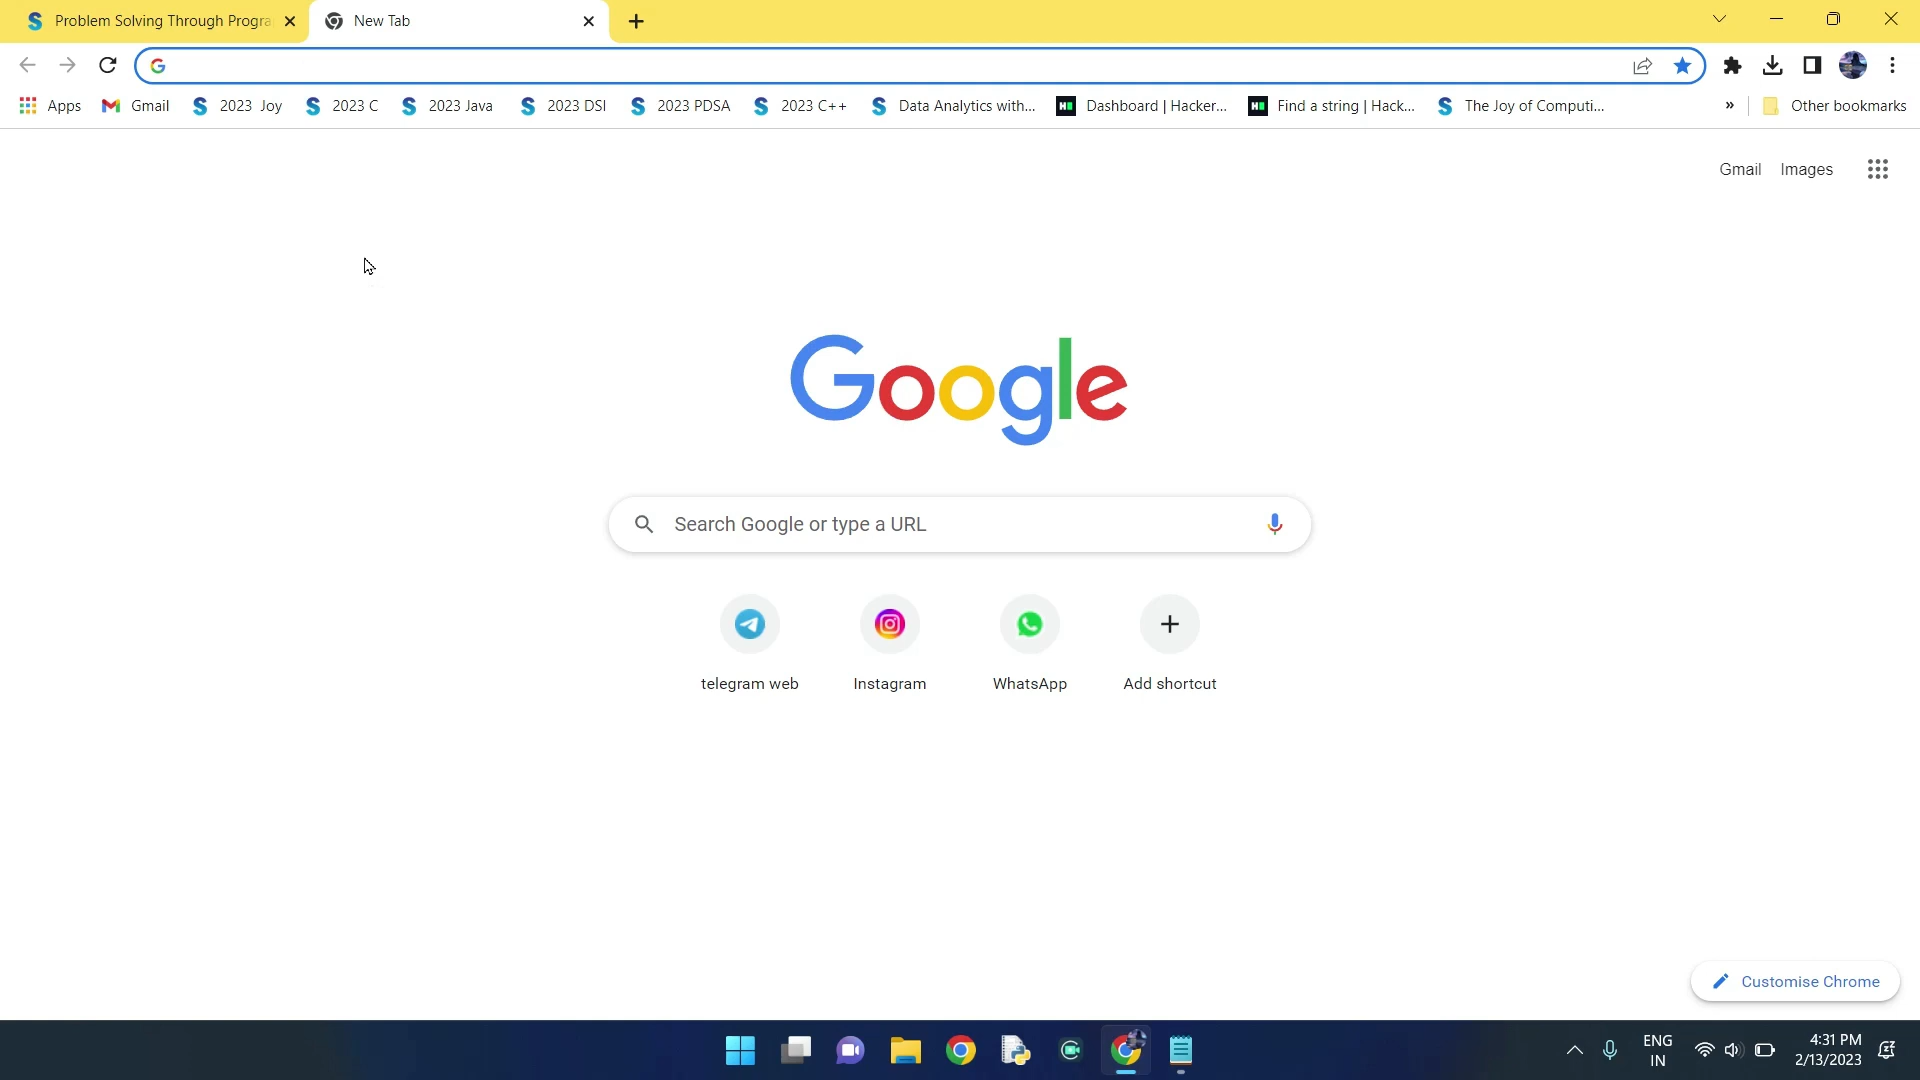 Problem Solving Through Progra
New Tab
Apps
Gmail
2023 Joy
2023 C
2023 Java
2023 DSI
2023 PDSA
2023 C++
Data Analytics with...
Dashboard | Hacker...
Find a string | Hack...
The Joy of Computi...
»
Other bookmarks
Gmail
Images
Google
Search Google or type a URL
telegram web
Instagram
WhatsApp
Add shortcut
Customise Chrome
ENG
IN
4:31 PM
2/13/2023